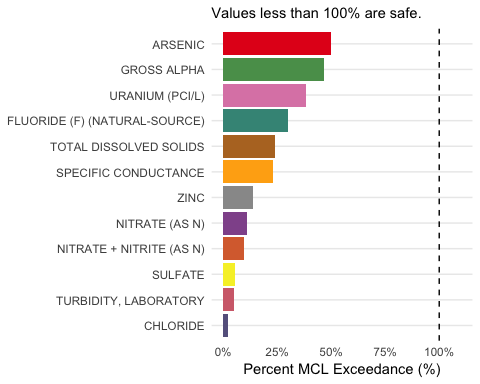 Values less than 100% are safe.
ARSENIC
GROSS ALPHA
URANIUM (PCI/L)
FLUORIDE (F) (NATURAL-SOURCE)
TOTAL DISSOLVED SOLIDS
SPECIFIC CONDUCTANCE
ZINC
NITRATE (AS N)
NITRATE + NITRITE (AS N)
SULFATE
TURBIDITY, LABORATORY
CHLORIDE
0% 25% 50% 75% 100%
Percent MCL Exceedance (%)